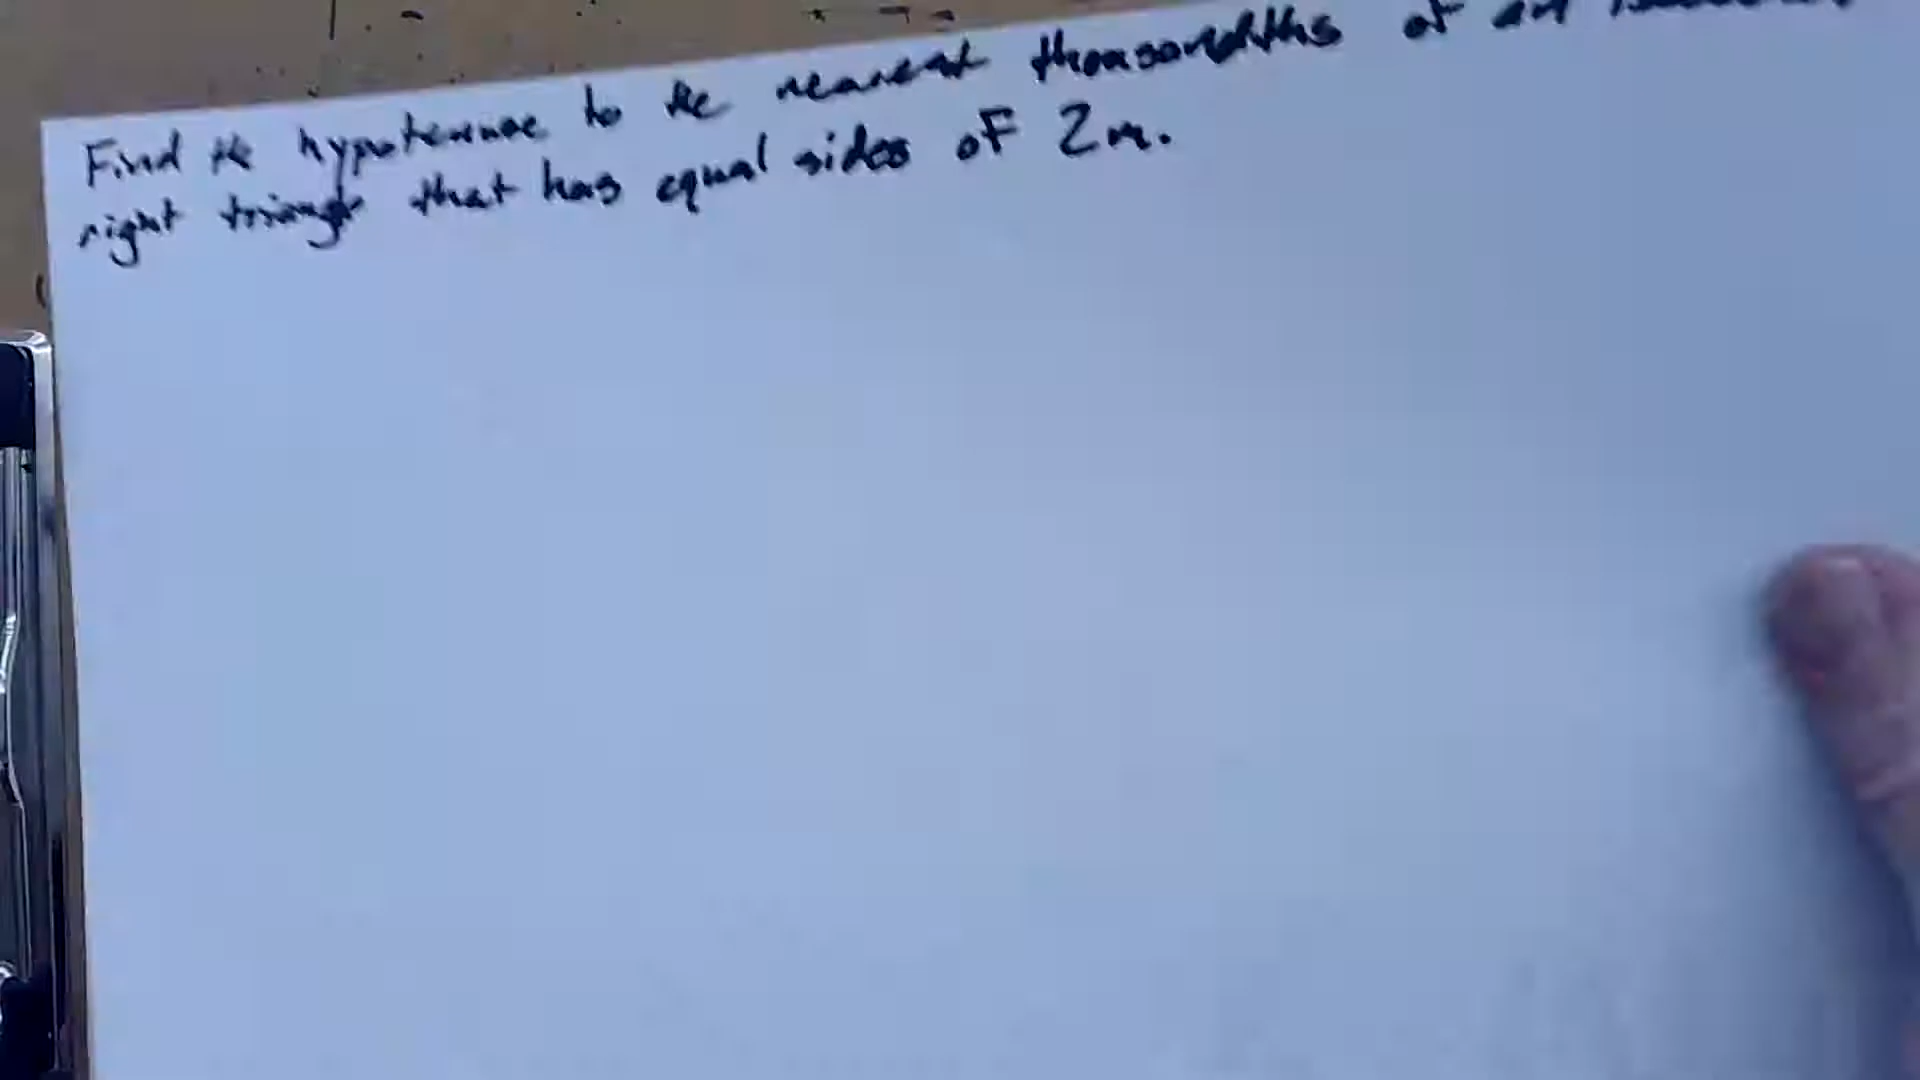 Find the hypotenuse to the nearest thousandths of an
right triangle that has equal sides of 2m.